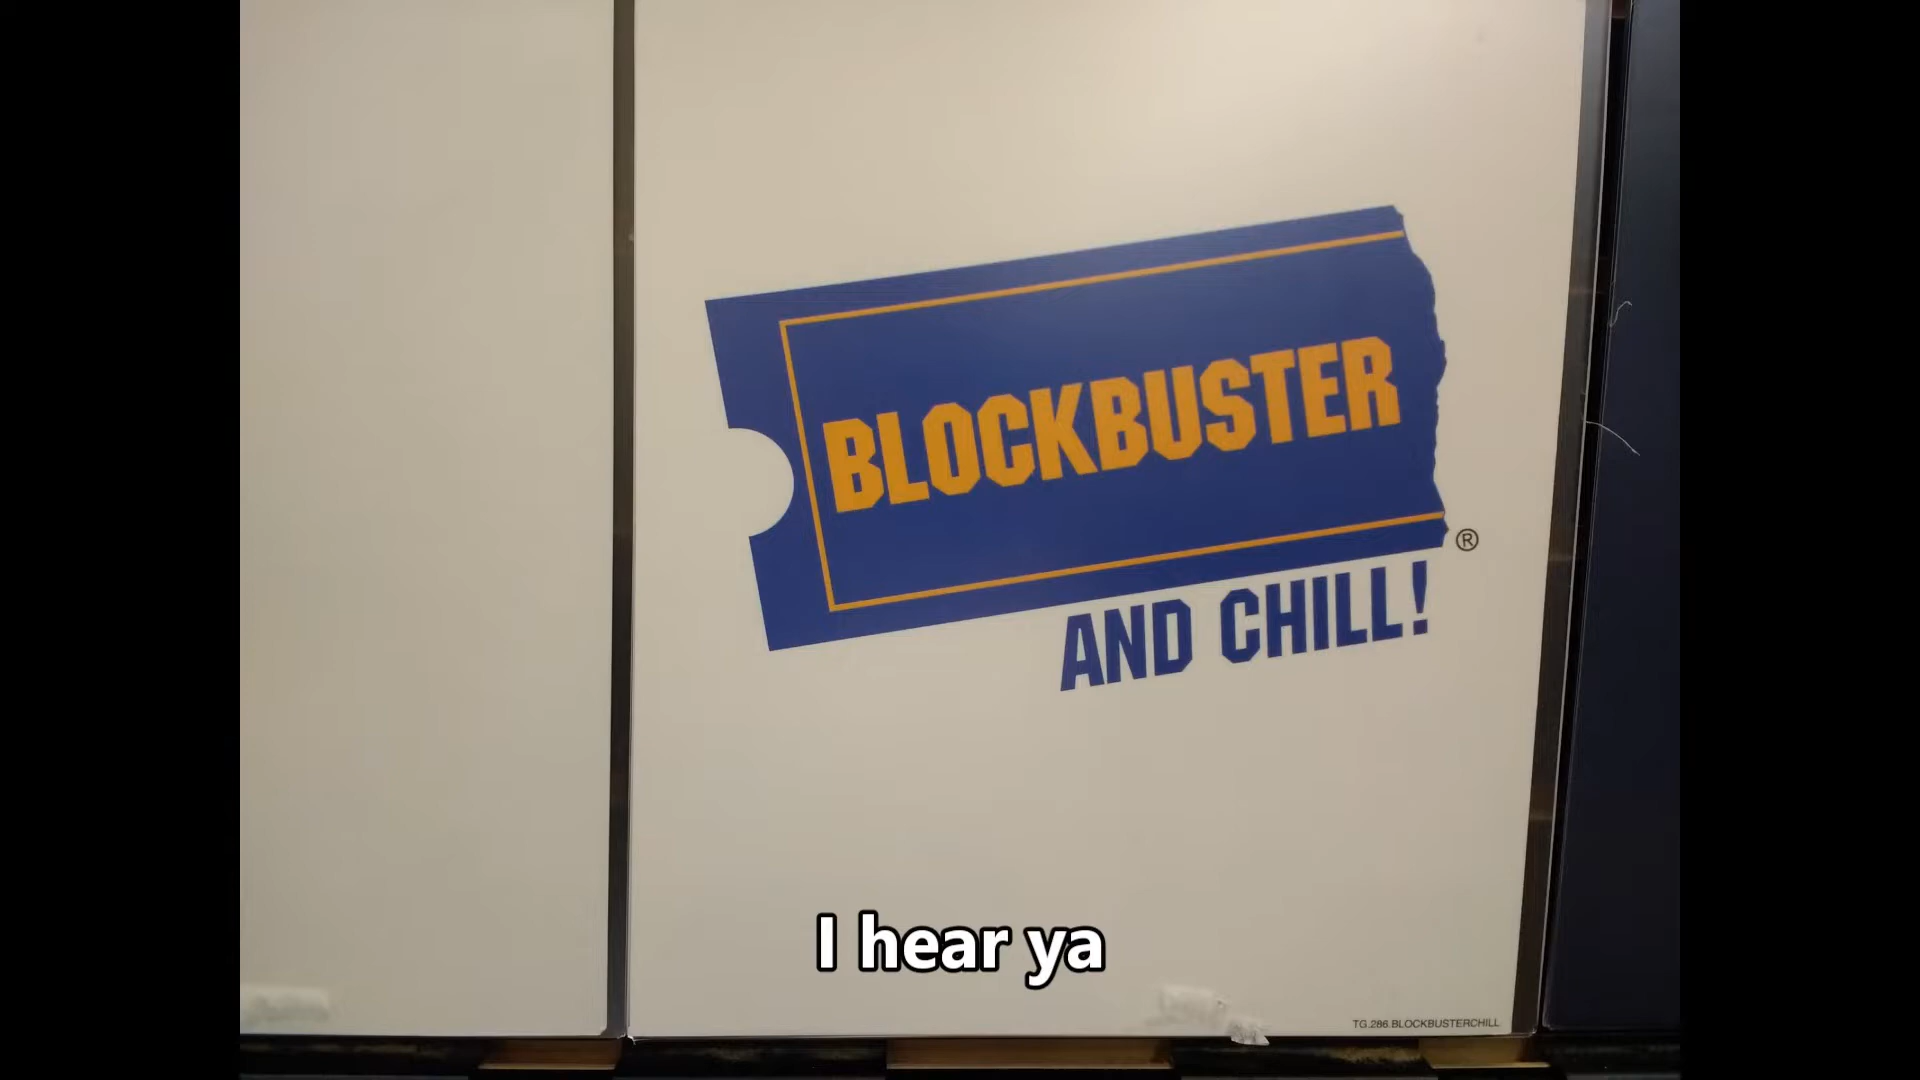 BLOCKBUSTER
®
AND CHILL!
I hear ya
TG.286.BLOCKBUSTERCHILL